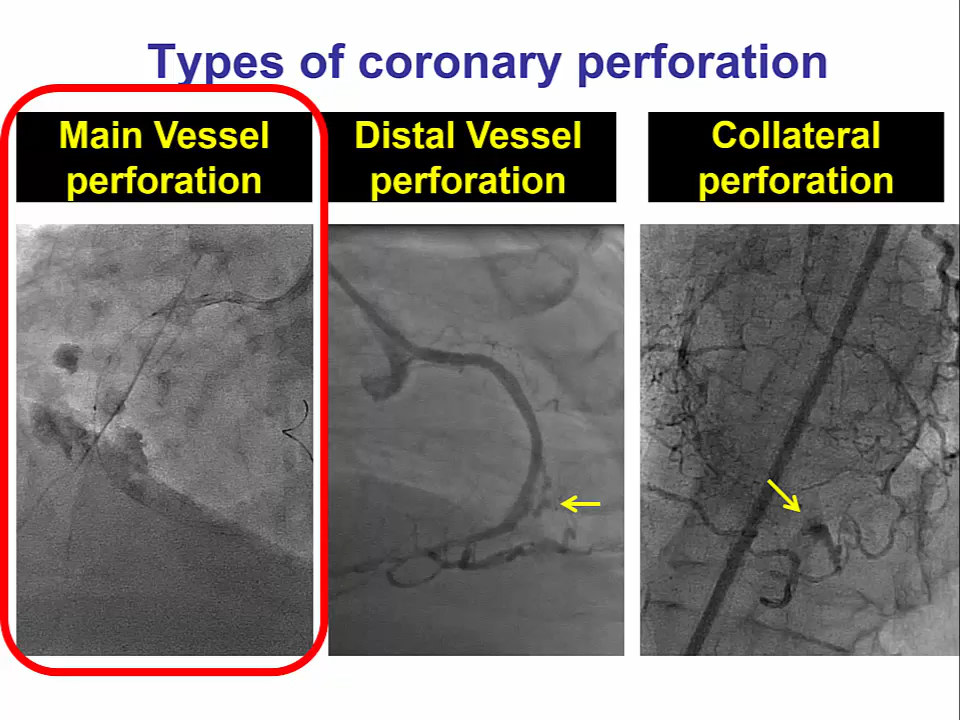 Types of coronary perforation
Main Vessel
perforation
Distal Vessel
perforation
Collateral
perforation